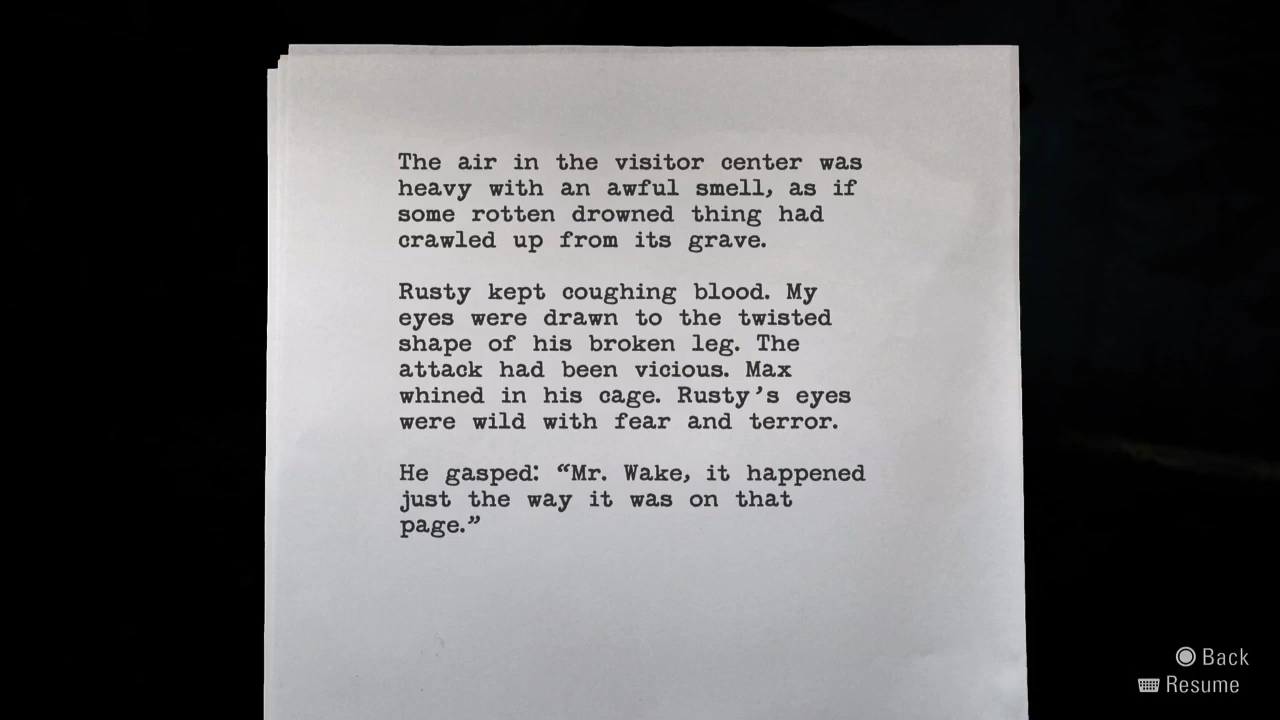 The air in the visitor center was
heavy with an awful smell, as if
some rotten drowned thing had
crawled up from its grave.
Rusty kept coughing blood. My
eyes were drawn to the twisted
shape of his broken leg. The
attack had been vicious. Max
whined in his cage. Rusty’s eyes
were wild with fear and terror.
He gasped: “Mr. Wake, it happened
just the way it was on that
page.”
Back
Resume